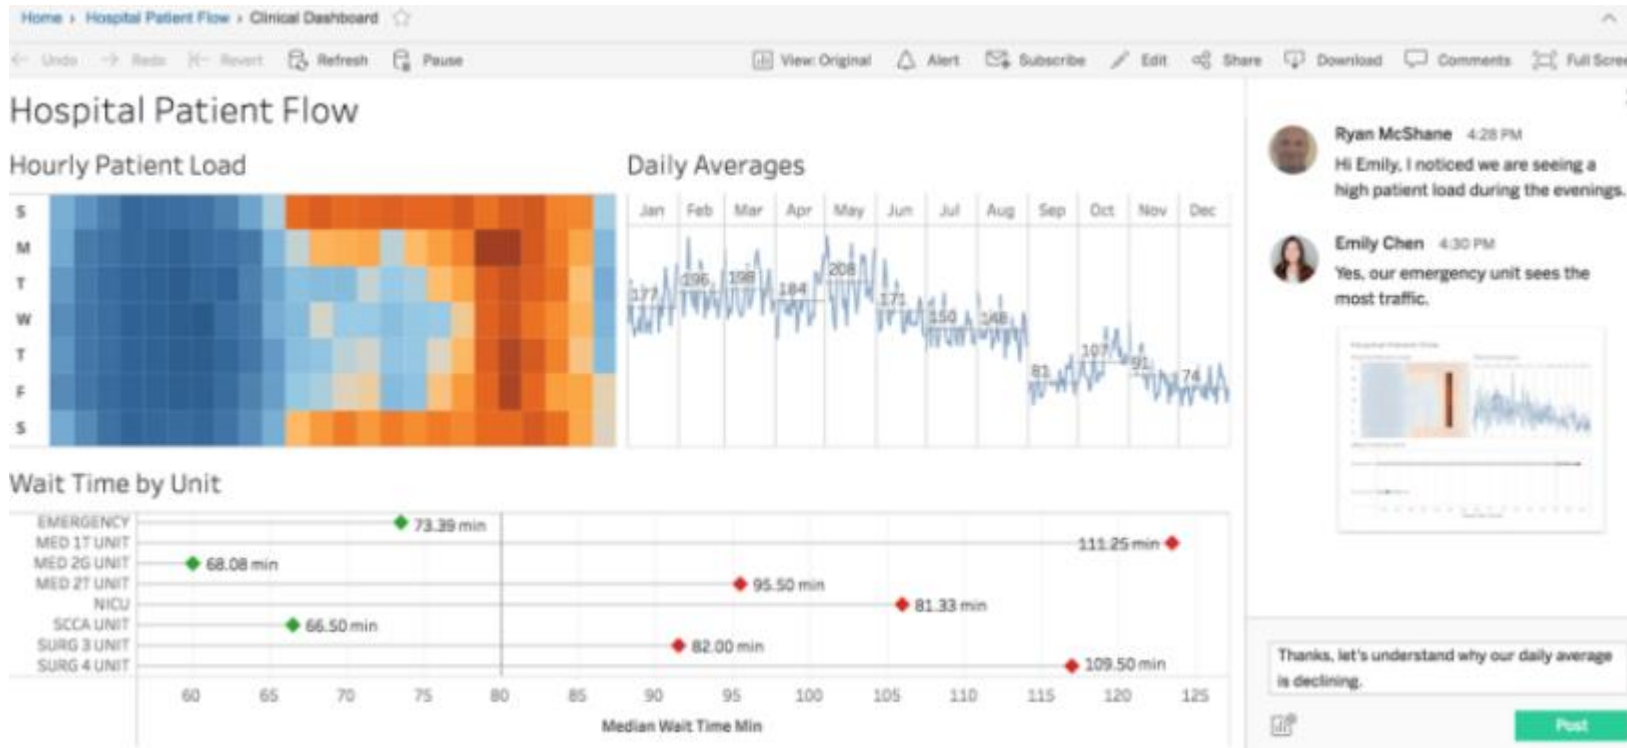 Home › Hospital Patient Flow › Clinical Dashboard
Undo Redo Revert Refresh Pause View: Original Alert Subscribe Edit Share Download Comments Full Scree
Hospital Patient Flow
Hourly Patient Load
S
M
T
W
T
F
S
Daily Averages
Jan Feb Mar Apr May Jun Jul Aug Sep Oct Nov Dec
177 196 198 184 208 171 150 148 81 107 91 74
Wait Time by Unit
EMERGENCY 73.39 min
MED 1T UNIT 111.25 min
MED 2G UNIT 68.08 min
MED 2T UNIT 95.50 min
NICU 81.33 min
SCCA UNIT 66.50 min
SURG 3 UNIT 82.00 min
SURG 4 UNIT 109.50 min
60 65 70 75 80 85 90 95 100 105 110 115 120 125
Median Wait Time Min
Ryan McShane 4:28 PM
Hi Emily, I noticed we are seeing a
high patient load during the evenings.
Emily Chen 4:30 PM
Yes, our emergency unit sees the
most traffic.
Hospital Patient Flow
Thanks, let's understand why our daily average
is declining.
Post